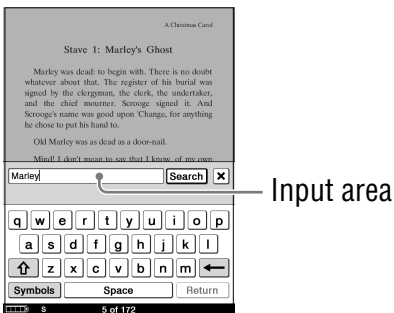 A Christmas Carol
Stave 1: Marley's Ghost
Marley was dead: to begin with. There is no doubt
whatever about that. The register of his burial was
signed by the clergyman, the clerk, the undertaker,
and the chief mourner. Scrooge signed it. And
Scrooge's name was good upon 'Change, for anything
he chose to put his hand to.
Old Marley was as dead as a door-nail.
Mind! I don't mean to say that I know, of my own
Marley Search ×
Input area
q w e r t y u i o p
a s d f g h j k l
z x c v b n m
Symbols Space Return
S 5 of 172